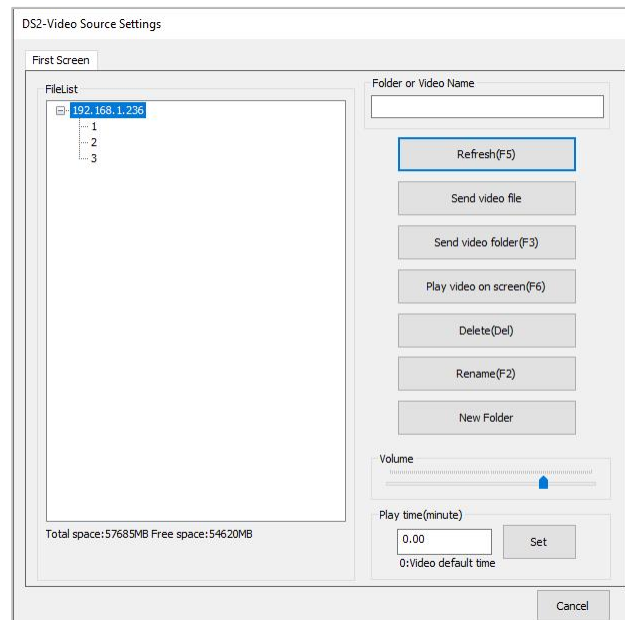 DS2-Video Source Settings
First Screen
FileList
192.168.1.236
1
2
3
Total space:57685MB Free space:54620MB
Folder or Video Name
Refresh(F5)
Send video file
Send video folder(F3)
Play video on screen(F6)
Delete(Del)
Rename(F2)
New Folder
Volume
Play time(minute)
0.00
Set
0:Video default time
Cancel